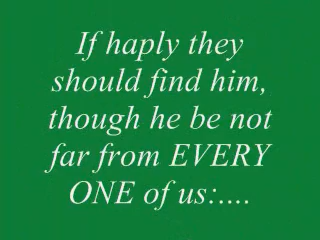 If haply they
should find him,
though he be not
far from EVERY
ONE of us:....